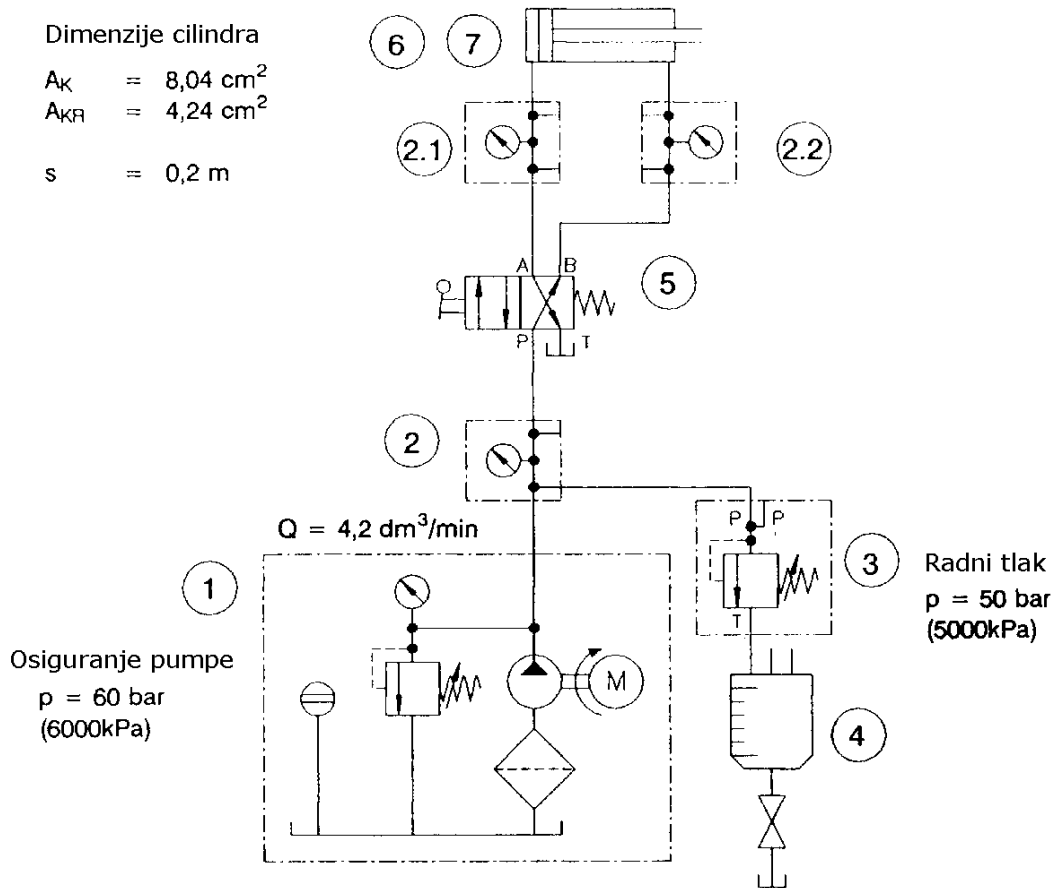 Dimenzije cilindra
A_K = 8,04 cm²
A_KR = 4,24 cm²
s = 0,2 m
6
7
2.1
2.2
A
B
5
P
T
2
Q = 4,2 dm³/min
1
P
P
3
Radni tlak
p = 50 bar
(5000kPa)
T
Osiguranje pumpe
p = 60 bar
(6000kPa)
M
4